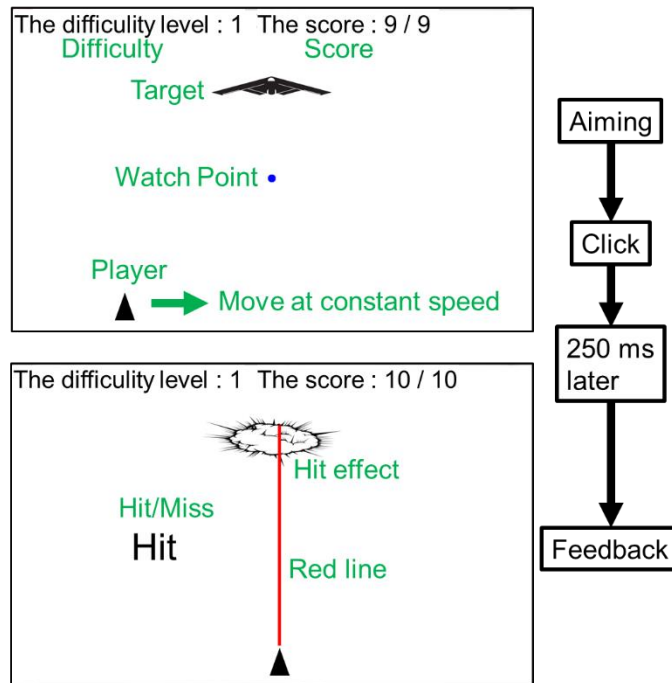 The difficulty level : 1 The score : 9 / 9
Difficulty Score
Target
Watch Point
Player
Move at constant speed
The difficulty level : 1 The score : 10 / 10
Hit effect
Hit/Miss
Hit
Red line
Aiming
Click
250 ms
later
Feedback